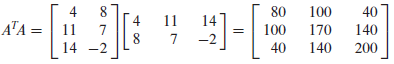 AᵀA = [ 4 8 ; 11 7 ; 14 −2 ] [ 4 11 14 ; 8 7 −2 ] = [ 80 100 40 ; 100 170 140 ; 40 140 200 ]